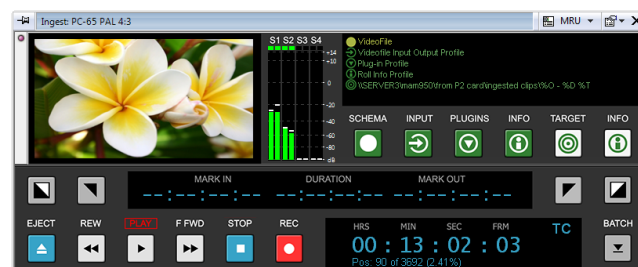 Ingest: PC-65 PAL 4:3
MRU
S1 S2 S3 S4
+14
+10
0
-20
-40
-60
-80
dB
VideoFile
Videofile Input Output Profile
Plug-in Profile
Roll Info Profile
\\SERVER3\mam950\from P2 card\ingested clips\%O - %D %T
SCHEMA INPUT PLUGINS INFO TARGET INFO
MARK IN DURATION MARK OUT
--:--:--:-- --:--:--:-- --:--:--:--
EJECT REW PLAY F FWD STOP REC
HRS MIN SEC FRM TC BATCH
00 : 13 : 02 : 03
Pos: 90 of 3692 (2.41%)